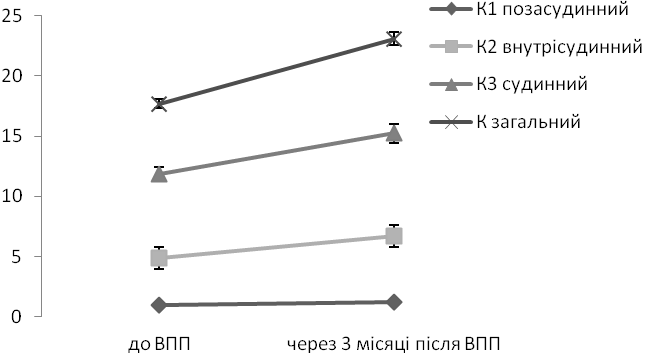 25
20
15
10
5
0
до ВПП
через 3 місяці після ВПП
К1 позасудинний
К2 внутрісудинний
К3 судинний
К загальний